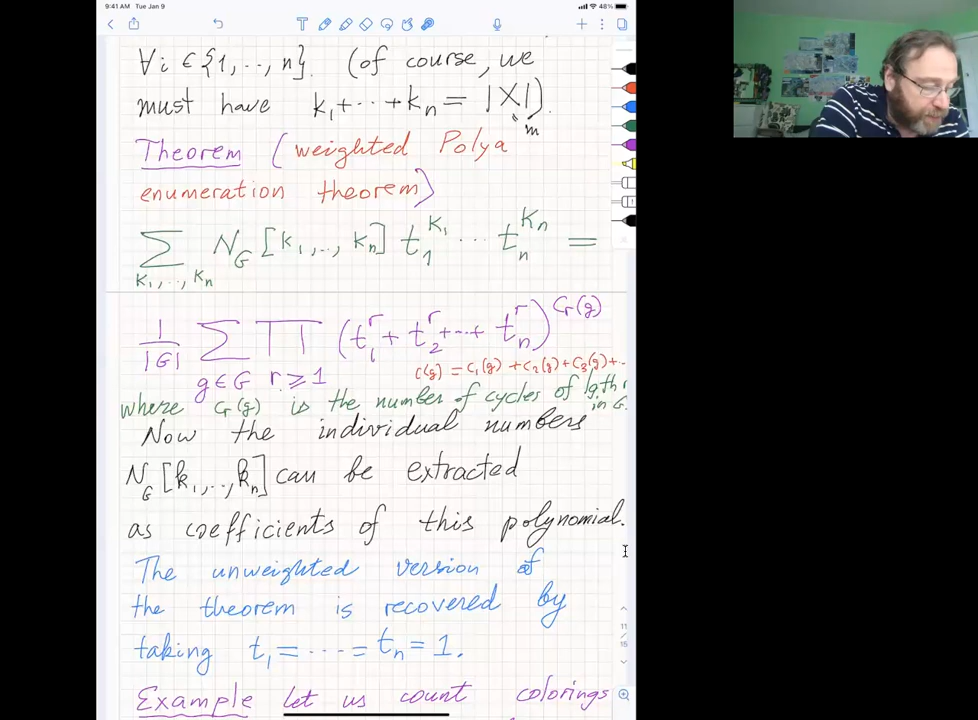 9:41 AM Tue Jan 9
48%
∀i ∈ {1,..,n}. (of course, we
must have k₁+···+kₙ = |X|).
m
Theorem (weighted Polya
enumeration theorem)
∑_{k₁,..,kₙ} N_G [k₁,..,kₙ] t₁^{k₁} ··· tₙ^{kₙ} =
1/|G| ∑_{g∈G} ∏_{r≥1} (t₁^r + t₂^r +···+ tₙ^r)^{C_r(g)}
c(g) = c₁(g) + c₂(g) + c₃(g) + ..
where C_r(g) is the number of cycles of lgth r
in G.
Now the individual numbers
N_G [k₁,..,kₙ] can be extracted
as coefficients of this polynomial.
The unweighted version of
the theorem is recovered by
taking t₁ = ··· = tₙ = 1.
11
15
Example Let us count colorings